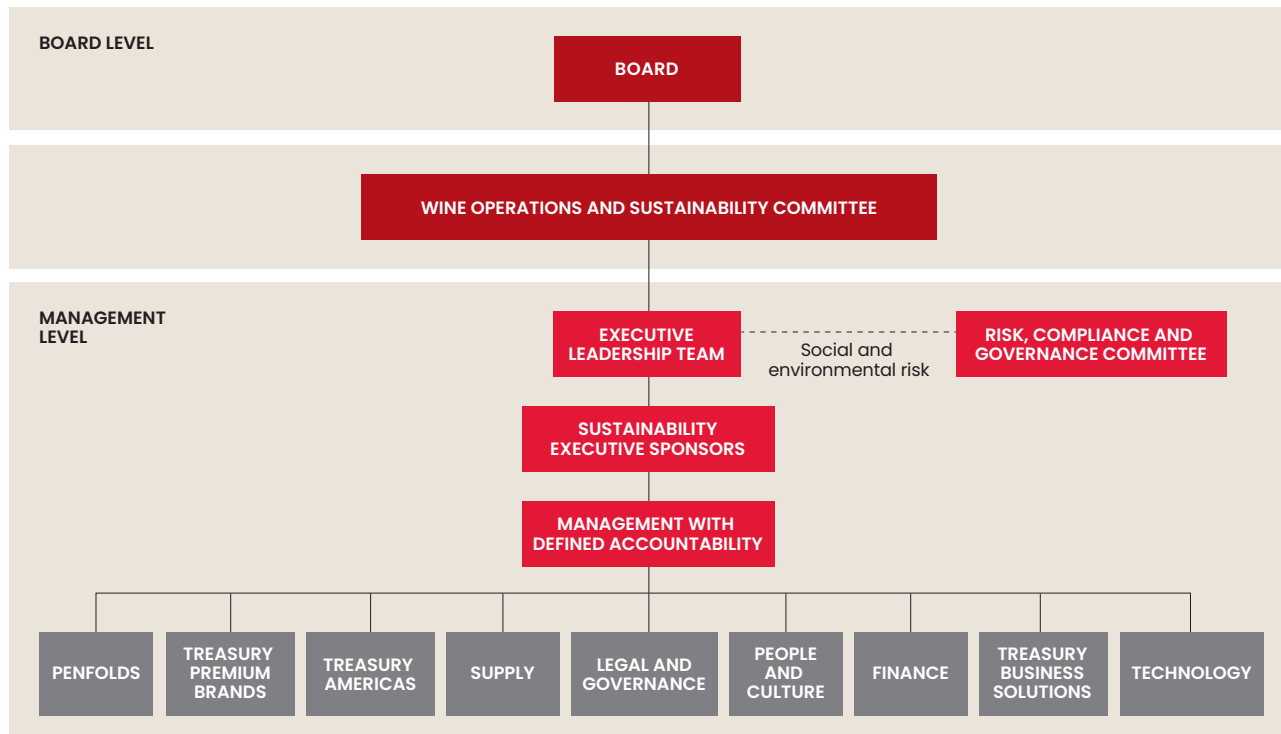 BOARD LEVEL
BOARD
WINE OPERATIONS AND SUSTAINABILITY COMMITTEE
MANAGEMENT
LEVEL
EXECUTIVE
LEADERSHIP TEAM
Social and
environmental risk
RISK, COMPLIANCE AND
GOVERNANCE COMMITTEE
SUSTAINABILITY
EXECUTIVE SPONSORS
MANAGEMENT WITH
DEFINED ACCOUNTABILITY
PENFOLDS
TREASURY
PREMIUM
BRANDS
TREASURY
AMERICAS
SUPPLY
LEGAL AND
GOVERNANCE
PEOPLE
AND
CULTURE
FINANCE
TREASURY
BUSINESS
SOLUTIONS
TECHNOLOGY